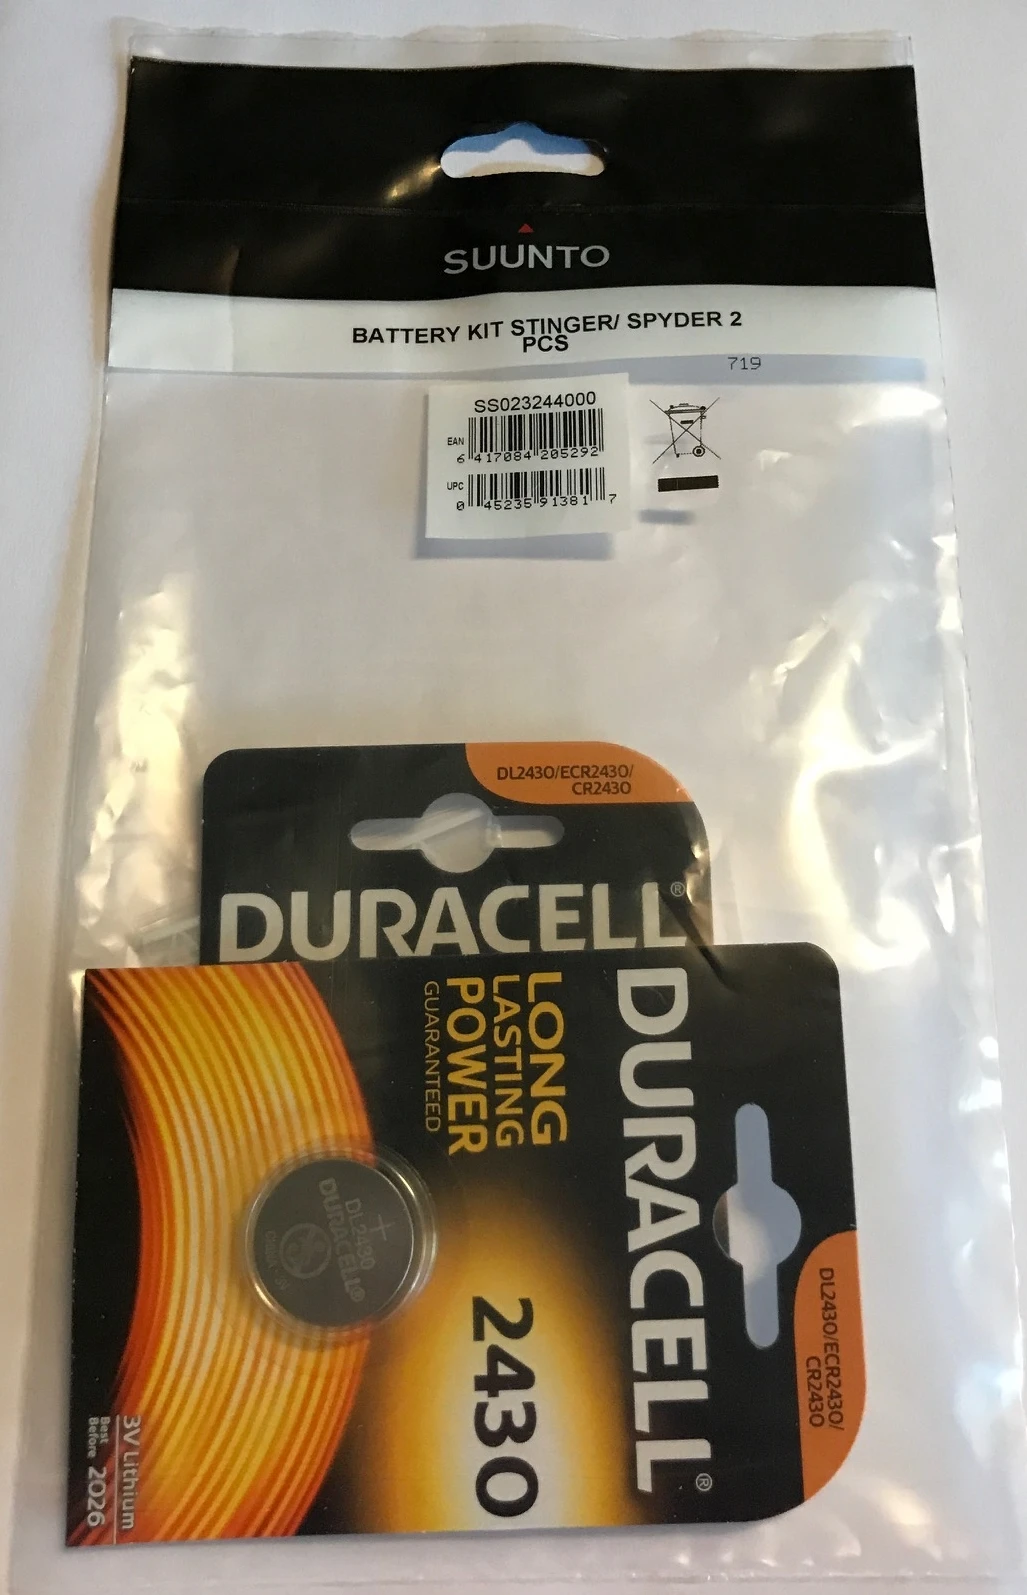 SUUNTO
BATTERY KIT STINGER/ SPYDER 2
PCS
719
SS023244000
EAN
6 417084 205292
UPC
0 45235 91381 7
DL2430/ECR2430/
CR2430
DURACELL®
DL2430/ECR2430/
CR2430
DURACELL®
LONG
LASTING
POWER
GUARANTEED
2430
DL2430
DURACELL®
3V Lithium
Best
Before 2026